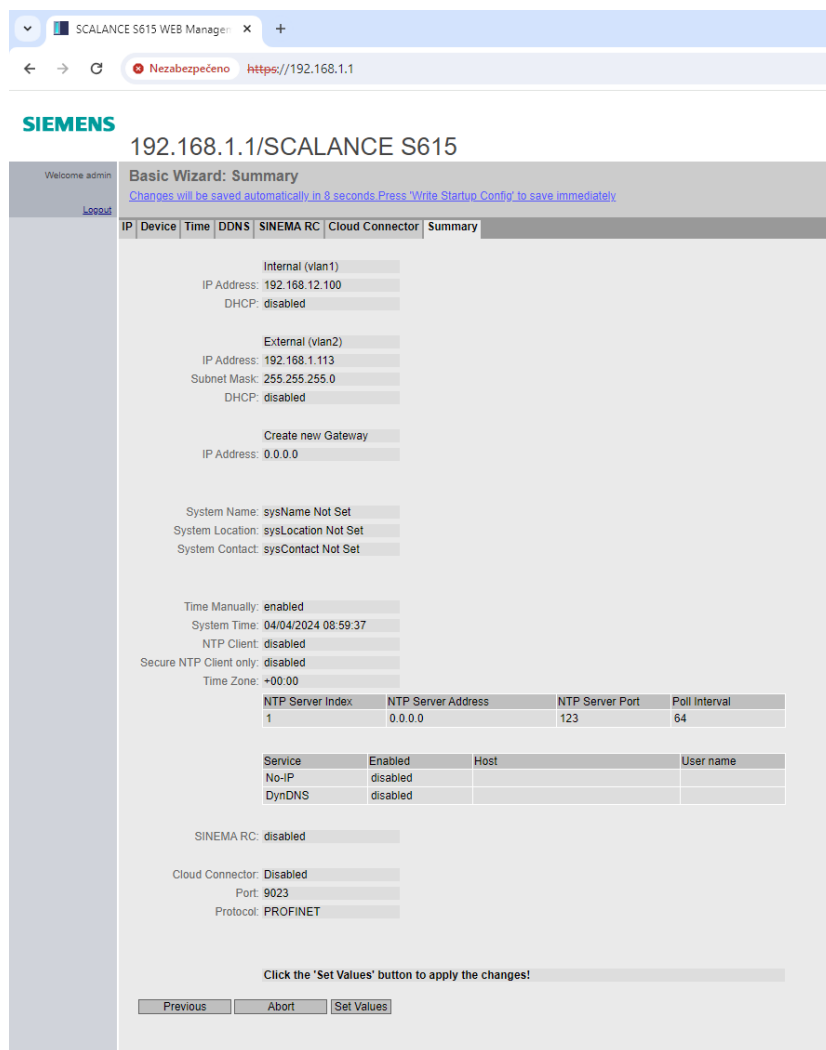 SCALANCE S615 WEB Manager
Nezabezpečeno https://192.168.1.1
SIEMENS
192.168.1.1/SCALANCE S615
Welcome admin
Logout
Basic Wizard: Summary
Changes will be saved automatically in 8 seconds.Press 'Write Startup Config' to save immediately
IP Device Time DDNS SINEMA RC Cloud Connector Summary
Internal (vlan1)
IP Address: 192.168.12.100
DHCP: disabled
External (vlan2)
IP Address: 192.168.1.113
Subnet Mask: 255.255.255.0
DHCP: disabled
Create new Gateway
IP Address: 0.0.0.0
System Name: sysName Not Set
System Location: sysLocation Not Set
System Contact: sysContact Not Set
Time Manually: enabled
System Time: 04/04/2024 08:59:37
NTP Client: disabled
Secure NTP Client only: disabled
Time Zone: +00:00
NTP Server Index NTP Server Address NTP Server Port Poll Interval
1 0.0.0.0 123 64
Service Enabled Host User name
No-IP disabled
DynDNS disabled
SINEMA RC: disabled
Cloud Connector: Disabled
Port: 9023
Protocol: PROFINET
Click the 'Set Values' button to apply the changes!
Previous Abort Set Values